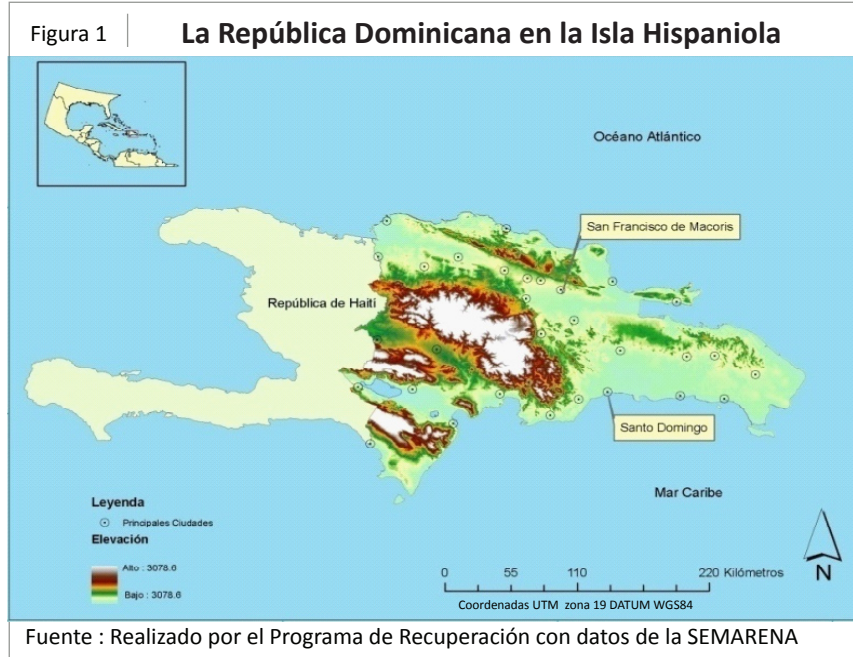 Figura 1
La República Dominicana en la Isla Hispaniola
Océano Atlántico
San Francisco de Macoris
República de Haití
Santo Domingo
Mar Caribe
Leyenda
Principales Ciudades
Elevación
Alto : 3078.6
Bajo : 3078.6
0 55 110 220 Kilómetros
Coordenadas UTM zona 19 DATUM WGS84
N
Fuente : Realizado por el Programa de Recuperación con datos de la SEMARENA